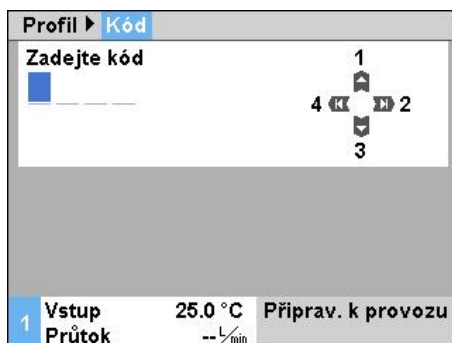 Profil Kód
Zadejte kód
1
4 2
3
1
Vstup 25.0 °C Připrav. k provozu
Průtok -- L/min